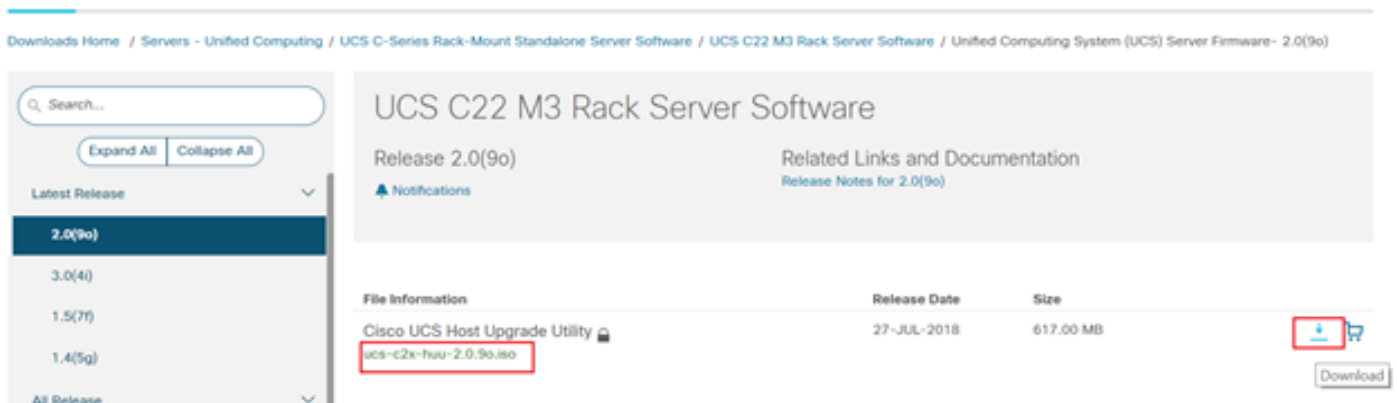 Downloads Home / Servers - Unified Computing / UCS C-Series Rack-Mount Standalone Server Software / UCS C22 M3 Rack Server Software / Unified Computing System (UCS) Server Firmware- 2.0(9o)
Search...
Expand All Collapse All
Latest Release
2.0(9o)
3.0(4i)
1.5(7f)
1.4(5g)
All Release
UCS C22 M3 Rack Server Software
Release 2.0(9o)
Notifications
Related Links and Documentation
Release Notes for 2.0(9o)
File Information Release Date Size
Cisco UCS Host Upgrade Utility 27-JUL-2018 617.00 MB
ucs-c2x-huu-2.0.9o.iso
Download